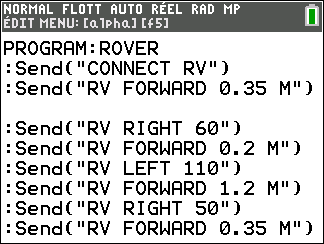 NORMAL FLOTT AUTO RÉEL RAD MP
ÉDIT MENU: [alpha] [f5]
PROGRAM:ROVER
:Send("CONNECT RV")
:Send("RV FORWARD 0.35 M")
:Send("RV RIGHT 60")
:Send("RV FORWARD 0.2 M")
:Send("RV LEFT 110")
:Send("RV FORWARD 1.2 M")
:Send("RV RIGHT 50")
:Send("RV FORWARD 0.35 M")